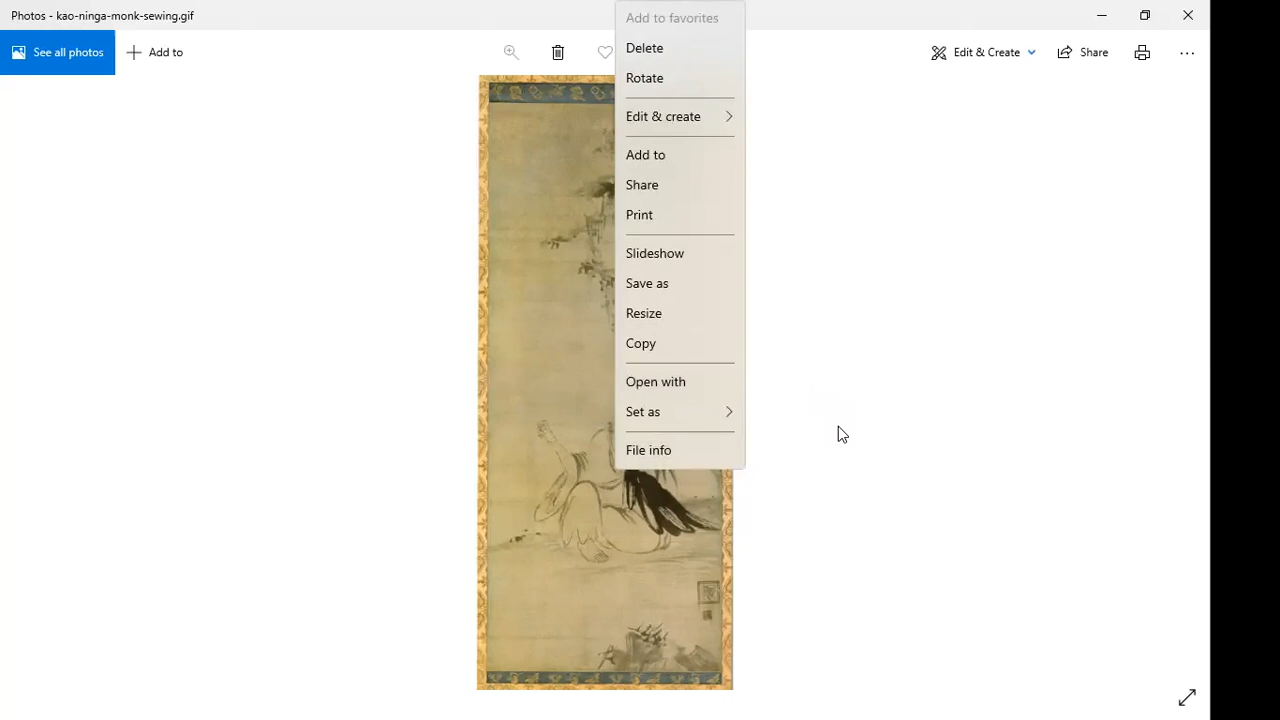 Photos - kao-ninga-monk-sewing.gif
See all photos
Add to
Edit & Create
Share
Add to favorites
Delete
Rotate
Edit & create
Add to
Share
Print
Slideshow
Save as
Resize
Copy
Open with
Set as
File info